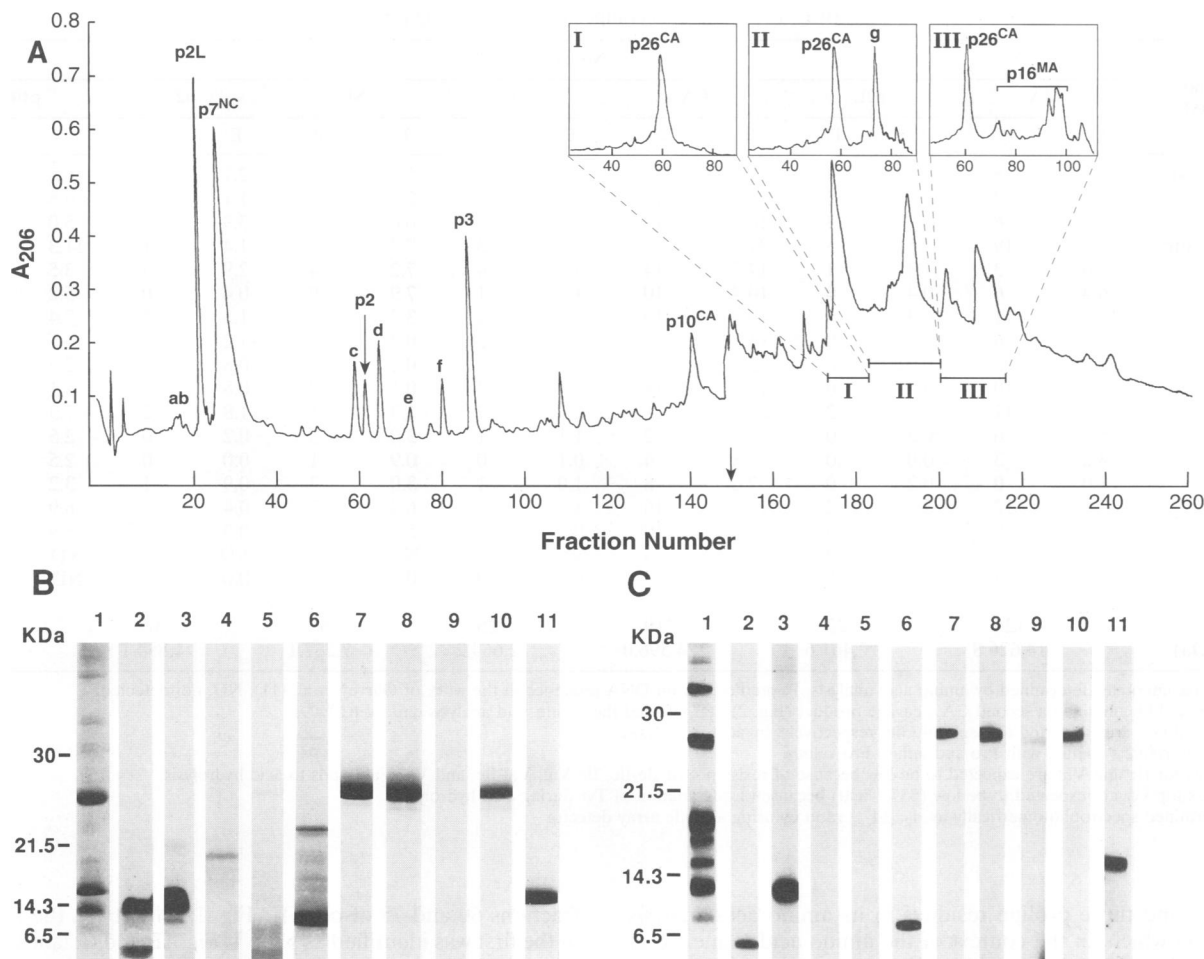 A
0.8
0.7
0.6
0.5
0.4
0.3
0.2
0.1
A206
p2L
p7NC
ab
c
p2
d
e
f
p3
p10CA
I
p26CA
40 60 80
II
p26CA
g
40 60 80
III
p26CA
p16MA
60 80 100
I
II
III
20 40 60 80 100 120 140 160 180 200 220 240 260
Fraction Number
B
1 2 3 4 5 6 7 8 9 10 11
KDa
30
21.5
14.3
6.5
C
1 2 3 4 5 6 7 8 9 10 11
KDa
30
21.5
14.3
6.5